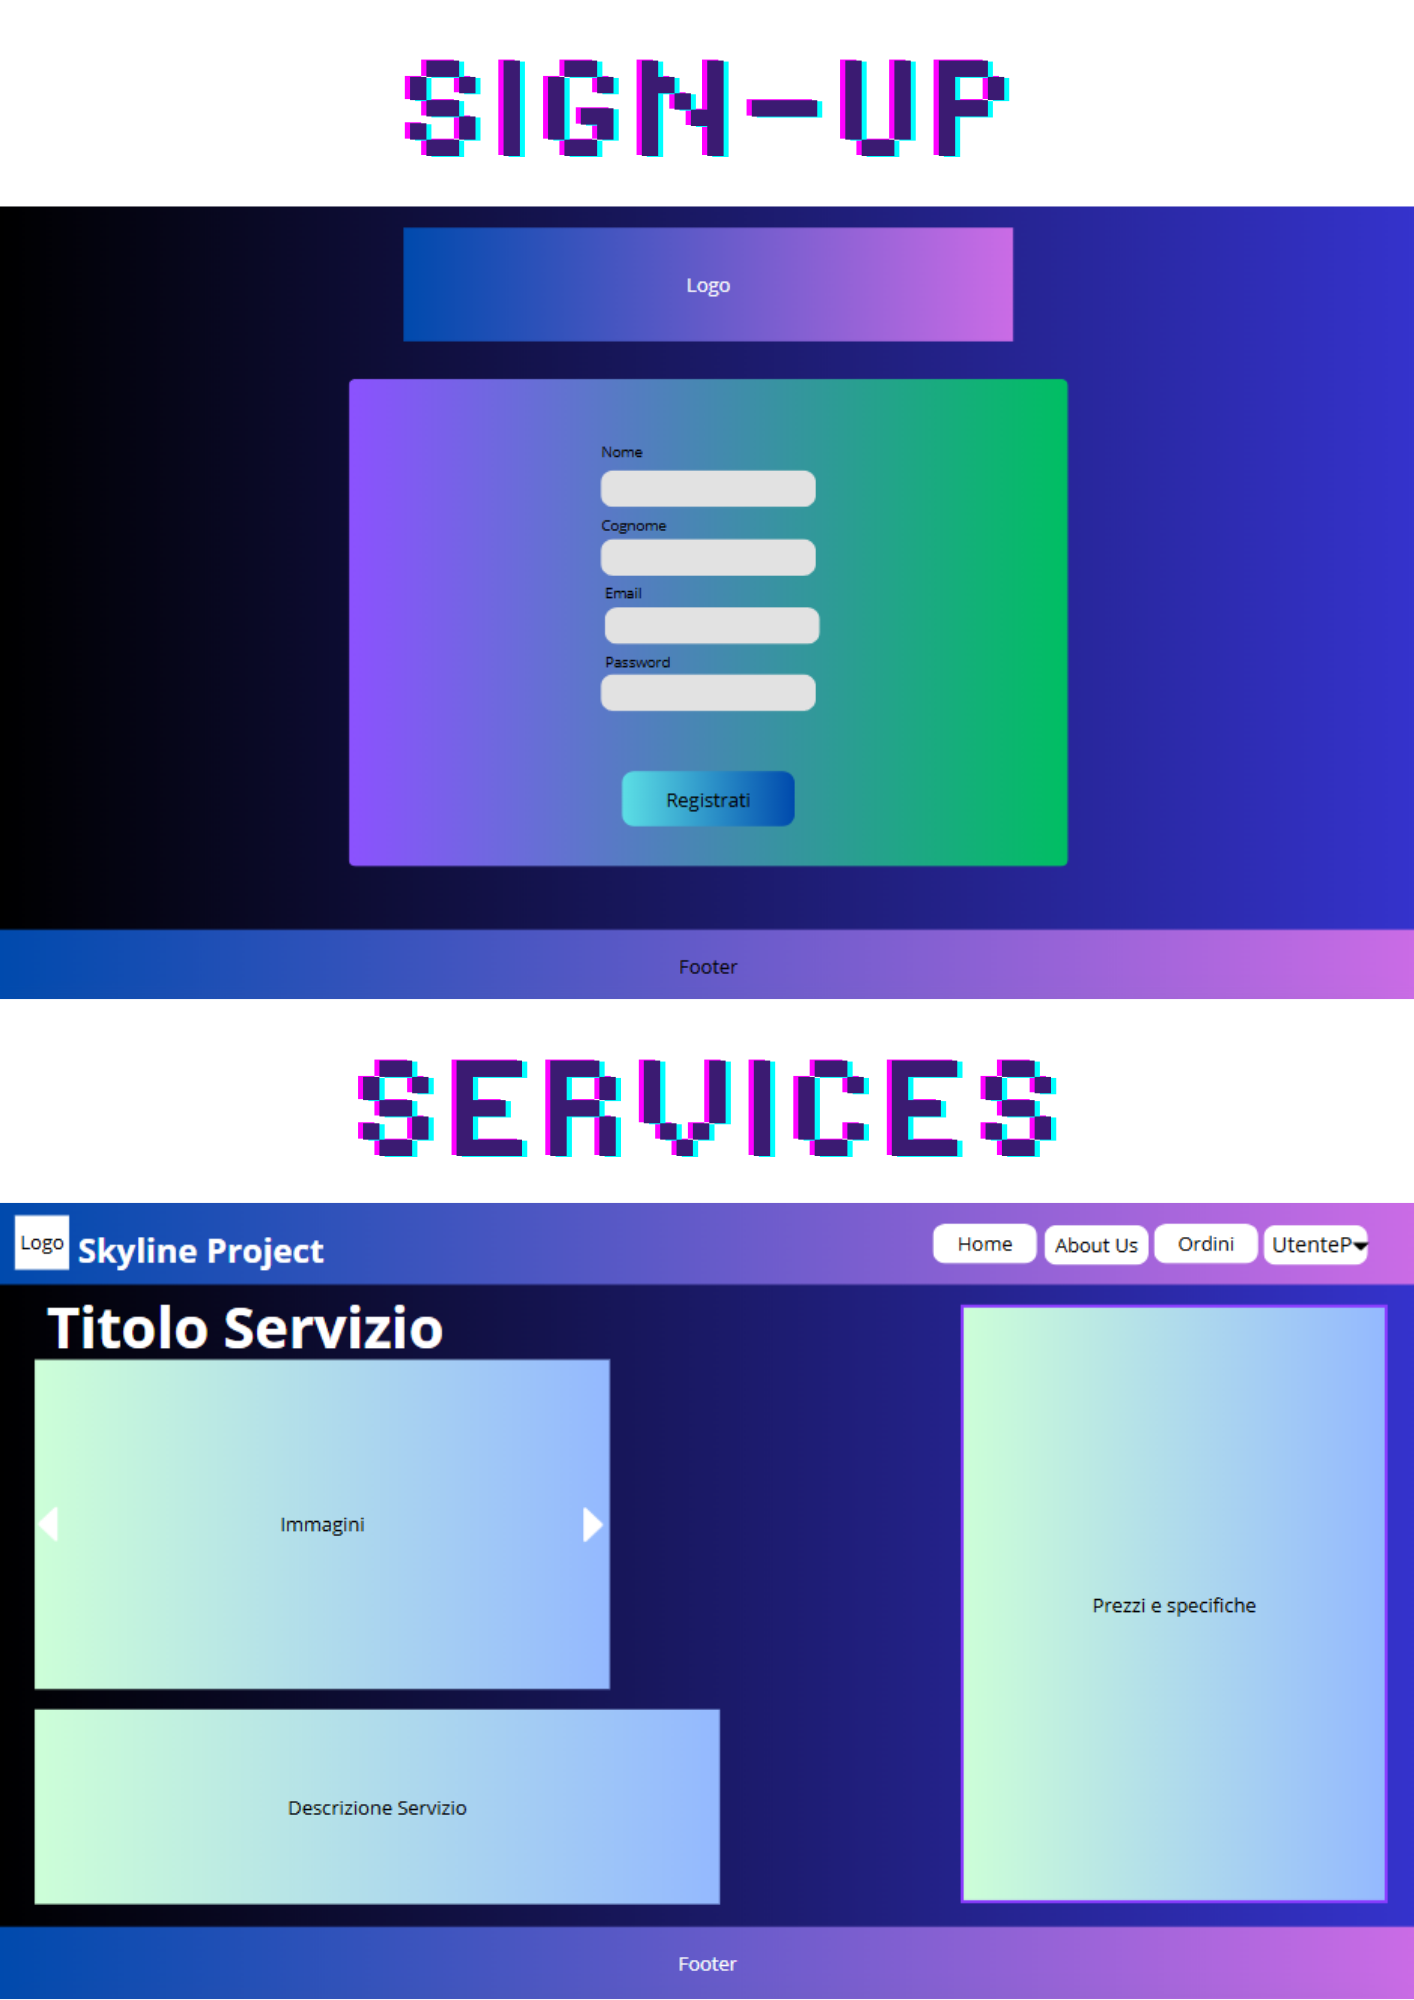 SIGN-UP
Logo
Nome
Cognome
Email
Password
Registrati
Footer
SERVICES
Logo Skyline Project Home About Us Ordini UtenteP
Titolo Servizio
Immagini
Prezzi e specifiche
Descrizione Servizio
Footer